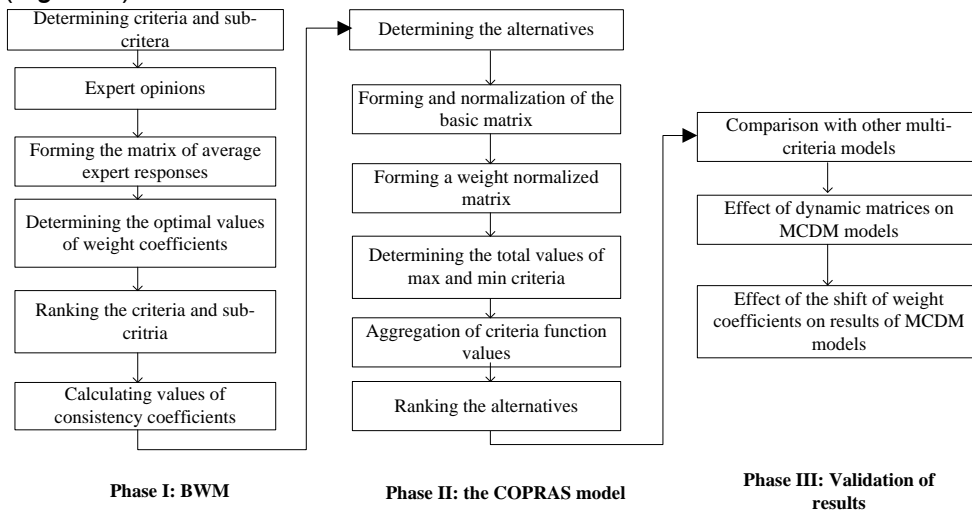 Determining criteria and sub-
critera
Expert opinions
Forming the matrix of average
expert responses
Determining the optimal values
of weight coefficients
Ranking the criteria and sub-
critria
Calculating values of
consistency coefficients
Phase I: BWM
Determining the alternatives
Forming and normalization of the
basic matrix
Forming a weight normalized
matrix
Determining the total values of
max and min criteria
Aggregation of criteria function
values
Ranking the alternatives
Phase II: the COPRAS model
Comparison with other multi-
criteria models
Effect of dynamic matrices on
MCDM models
Effect of the shift of weight
coefficients on results of MCDM
models
Phase III: Validation of
results